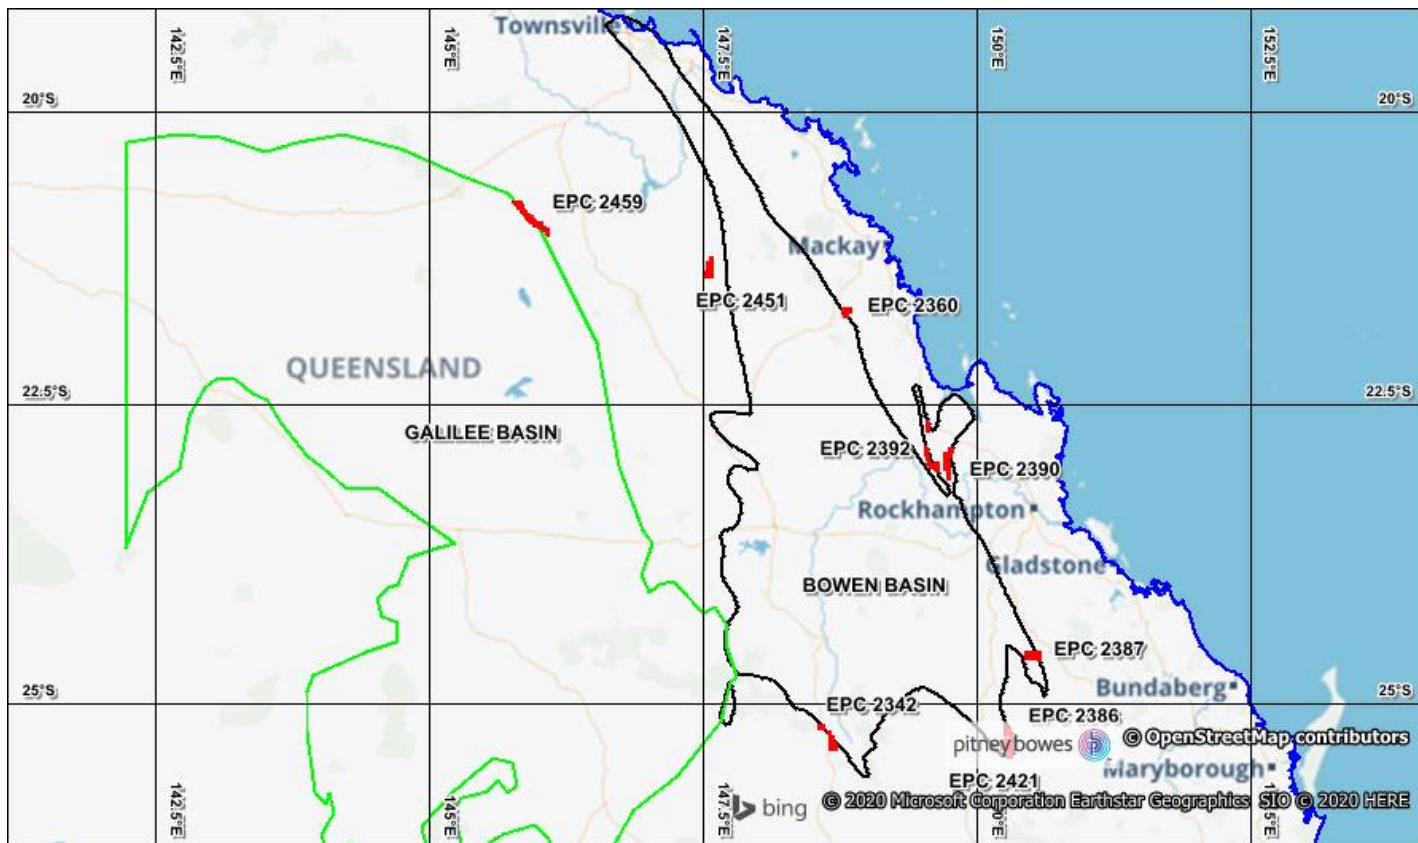 Townsville
142.5°E
145°E
147.5°E
150°E
152.5°E
20°S
20°S
EPC 2459
Mackay
EPC 2451
EPC 2360
QUEENSLAND
22.5°S
22.5°S
GALILEE BASIN
EPC 2392
EPC 2390
Rockhampton
Gladstone
BOWEN BASIN
EPC 2387
25°S
Bundaberg
25°S
EPC 2342
EPC 2386
pitney bowes
© OpenStreetMap contributors
Maryborough
EPC 2421
142.5°E
145°E
147.5°E
bing
© 2020 Microsoft Corporation Earthstar Geographics SIO © 2020 HERE